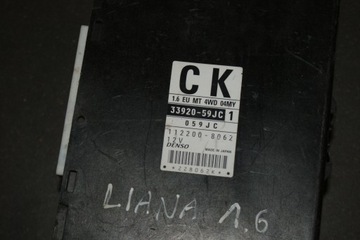 CK
1.6 EU MT 4WD 04MY
33920-59JC 1
059JC
112200-8062
12V
DENSO MADE IN JAPAN
LIANA 1.6